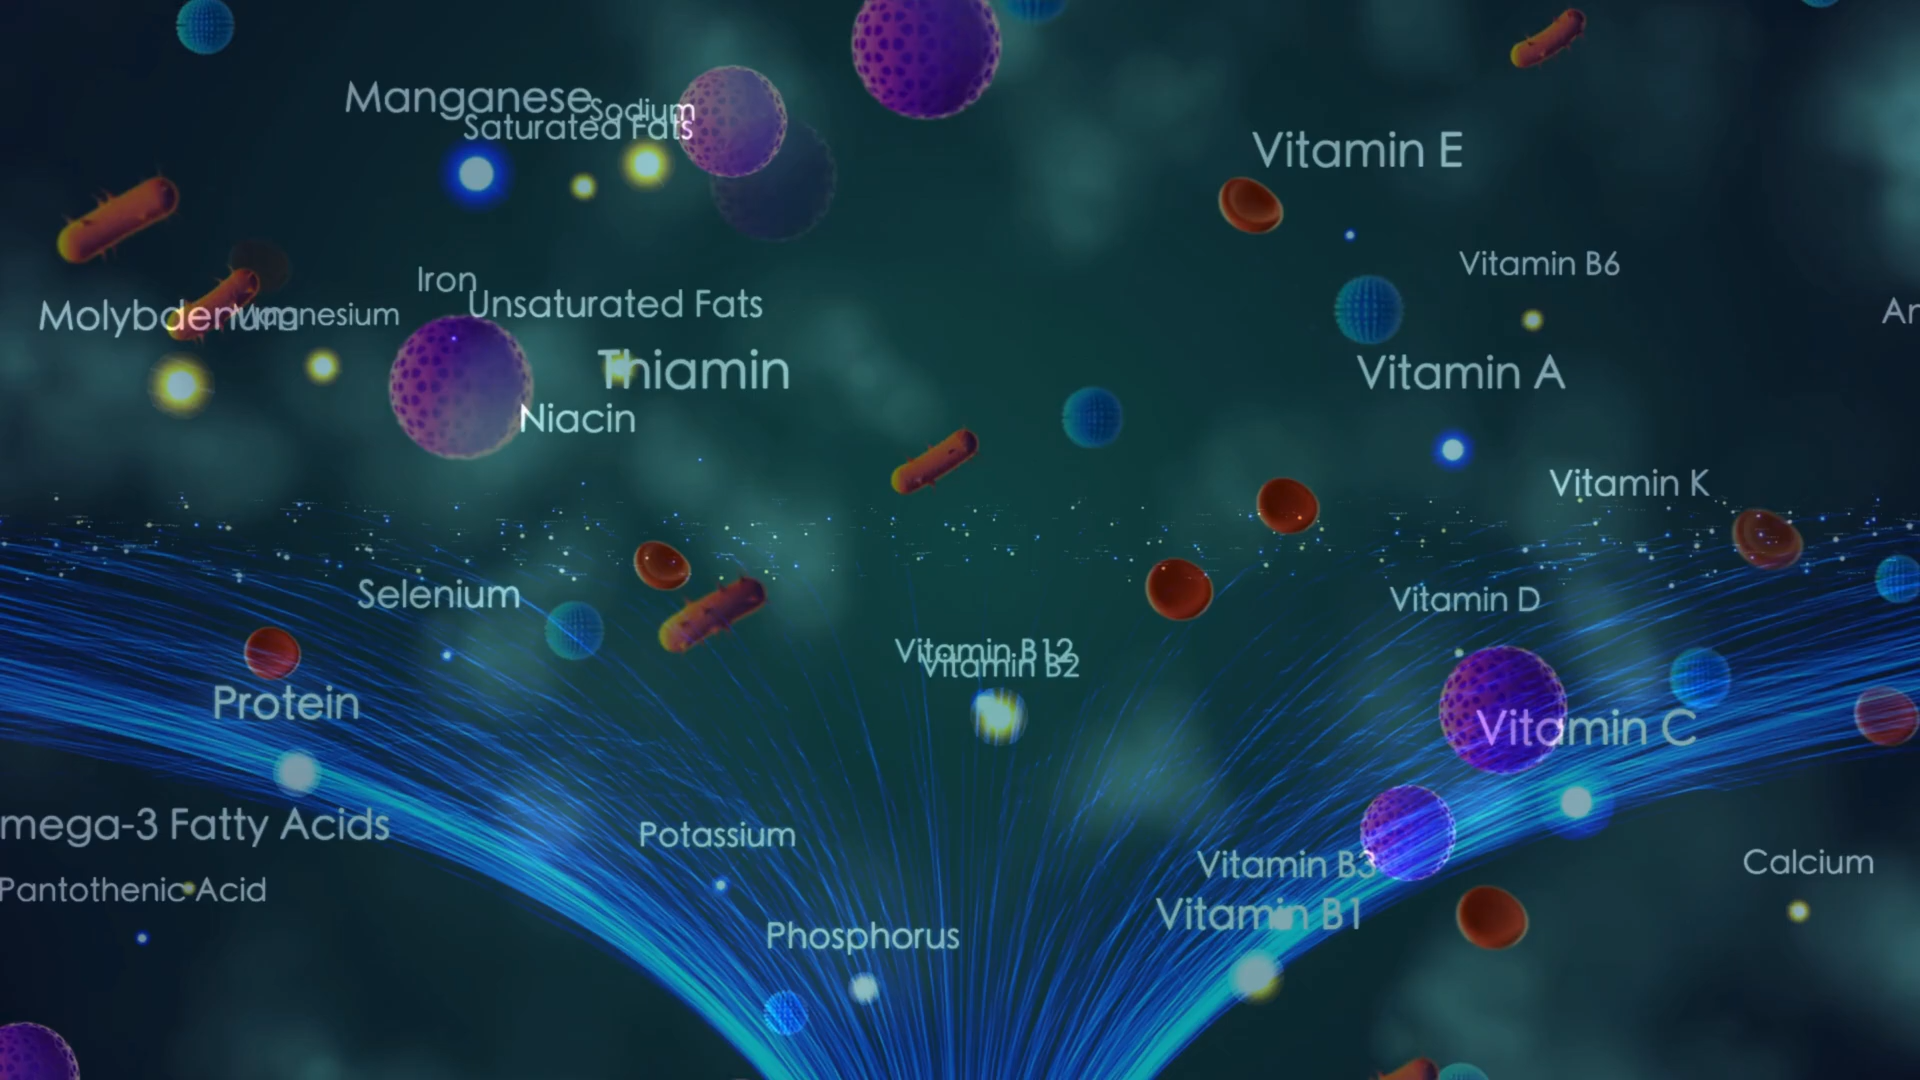 Manganese
Sodium
Saturated Fats
Vitamin E
Vitamin B6
Iron
Unsaturated Fats
Molybdenum
Magnesium
Ar
Thiamin
Vitamin A
Niacin
Vitamin K
Selenium
Vitamin D
Vitamin B12
Vitamin B2
Protein
Vitamin C
mega-3 Fatty Acids
Potassium
Vitamin B3
Calcium
Pantothenic Acid
Vitamin B1
Phosphorus